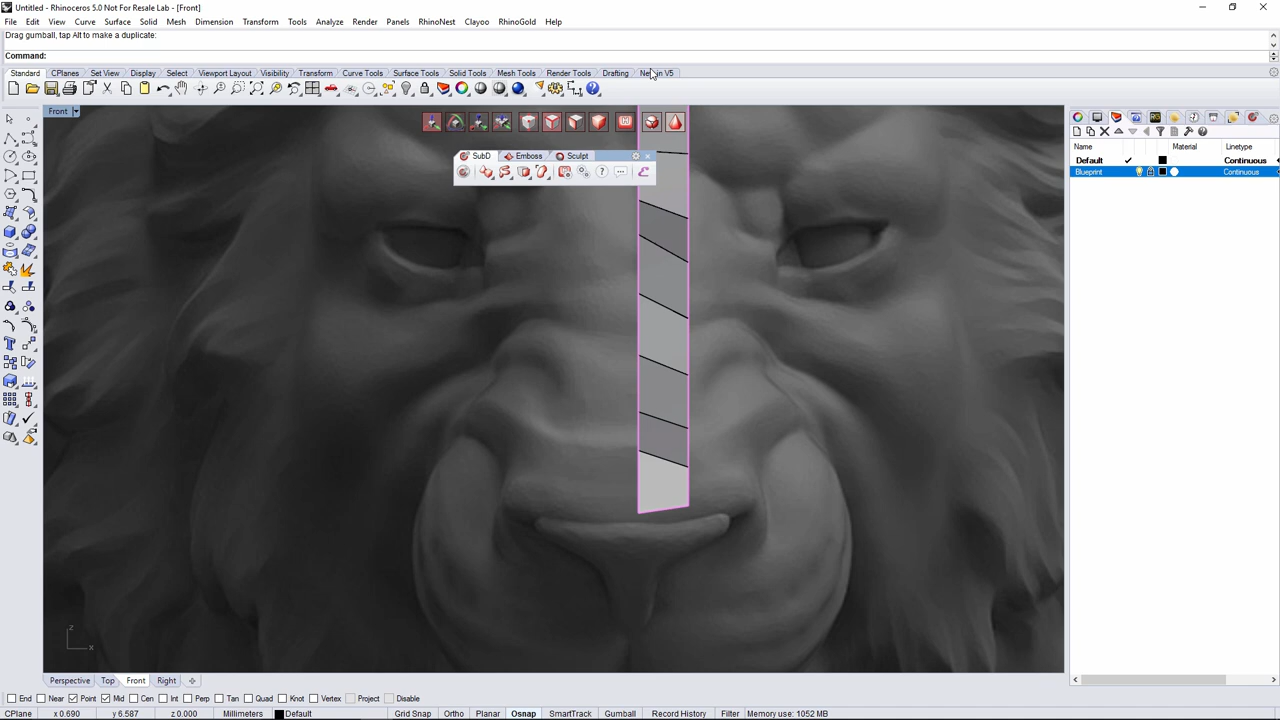 Untitled - Rhinoceros 5.0 Not For Resale Lab - [Front]
File Edit View Curve Surface Solid Mesh Dimension Transform Tools Analyze Render Panels RhinoNest Clayoo RhinoGold Help
Drag gumball, tap Alt to make a duplicate:
Command:
Standard CPlanes Set View Display Select Viewport Layout Visibility Transform Curve Tools Surface Tools Solid Tools Mesh Tools Render Tools Drafting New in V5
Front
SubD Emboss Sculpt
Name Material Linetype
Default Continuous
Blueprint Continuous
z
x
Perspective Top Front Right
End Near Point Mid Cen Int Perp Tan Quad Knot Vertex Project Disable
CPlane x 0.690 y 6.587 z 0.000 Millimeters Default Grid Snap Ortho Planar Osnap SmartTrack Gumball Record History Filter Memory use: 1052 MB